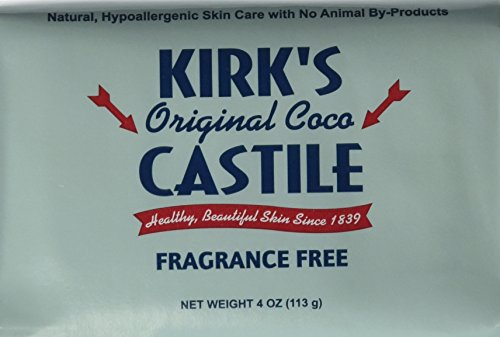 Natural, Hypoallergenic Skin Care with No Animal By-Products
KIRK'S
Original Coco
CASTILE
Healthy, Beautiful Skin Since 1839
FRAGRANCE FREE
NET WEIGHT 4 OZ (113 g)